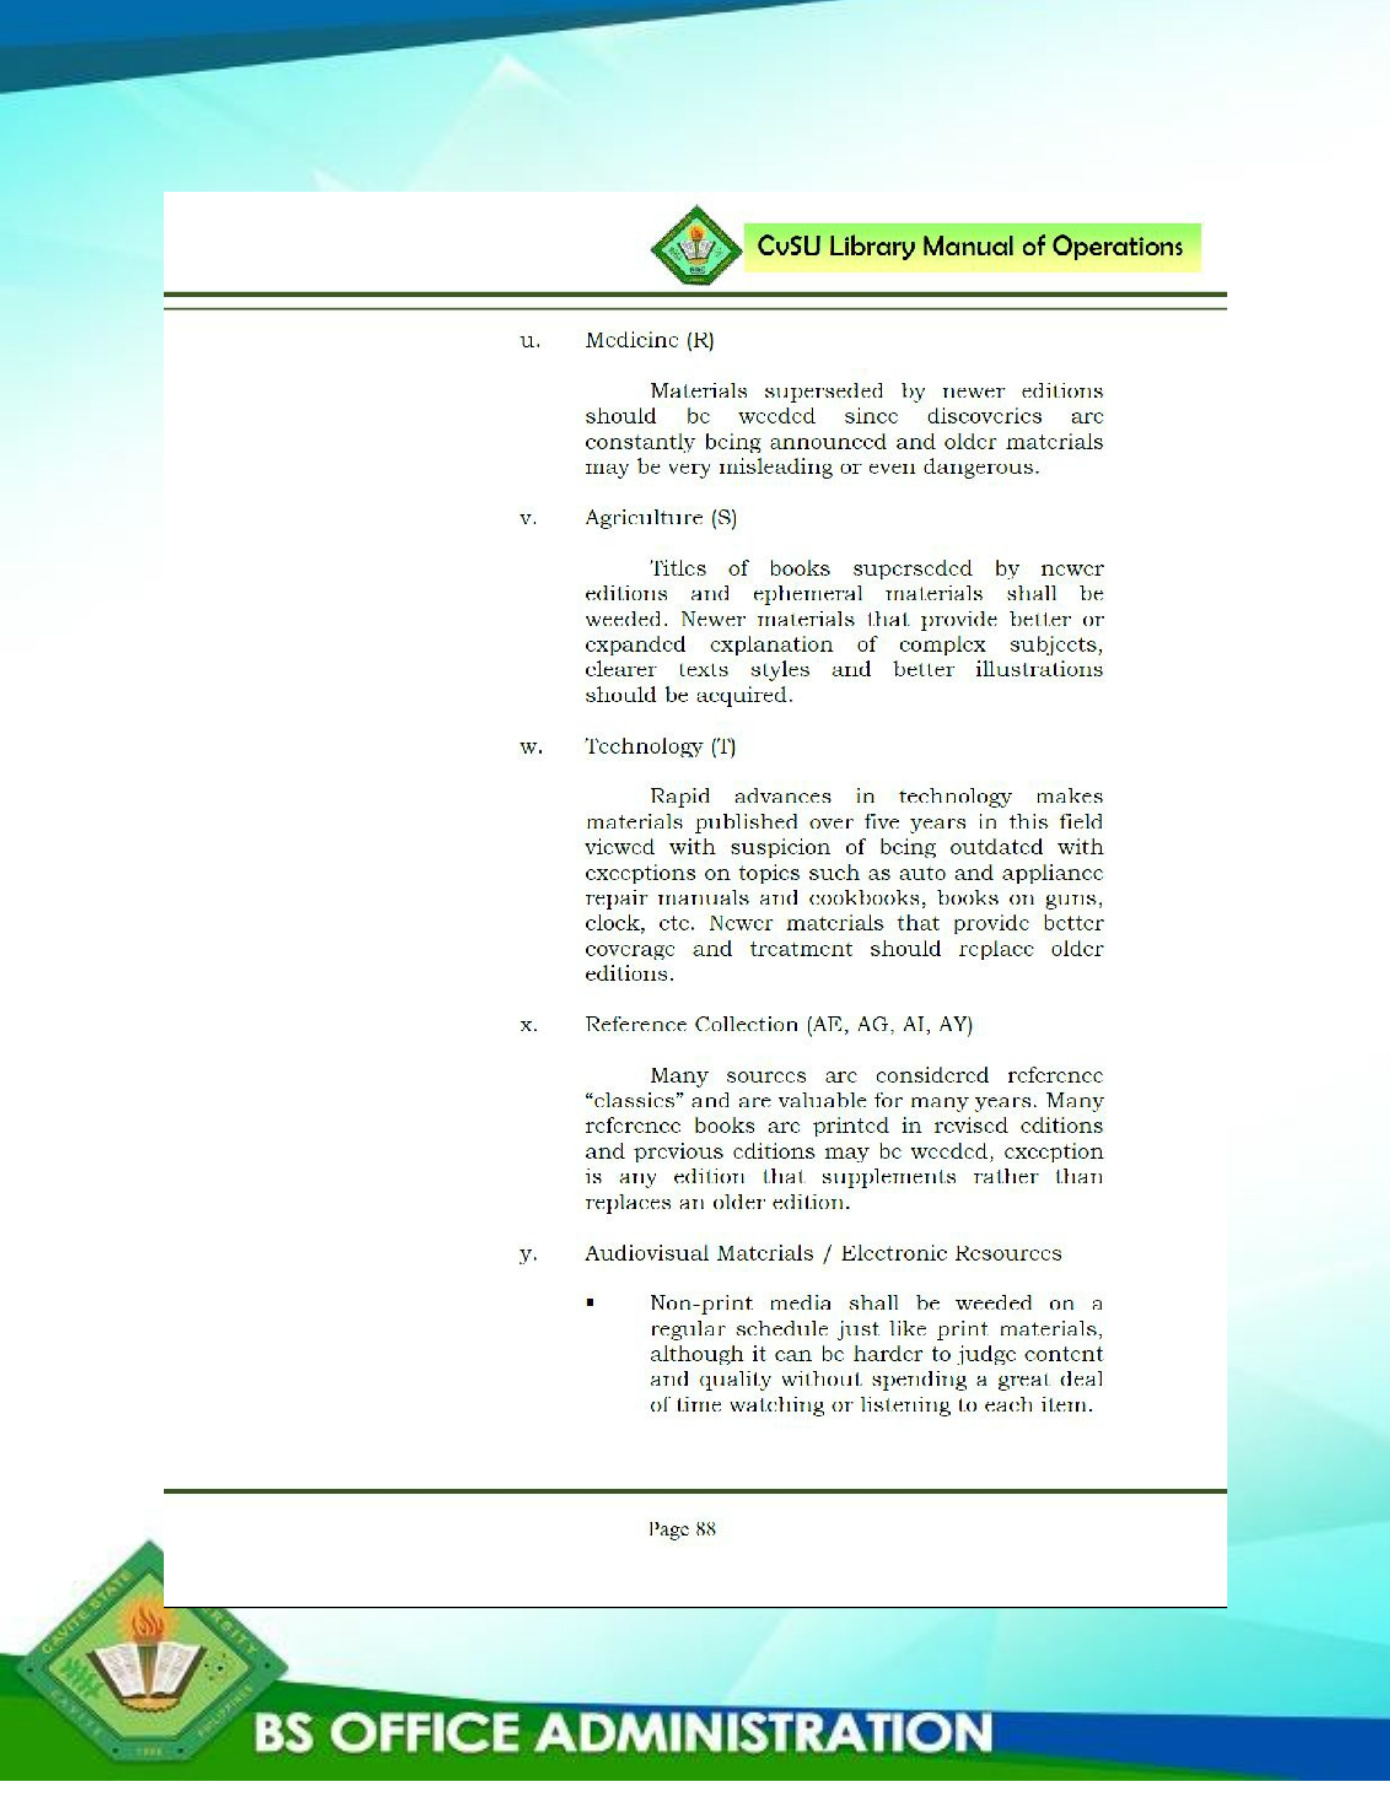 CvSU Library Manual of Operations
u. Medicine (R)
Materials superseded by newer editions
should be weeded since discoveries are
constantly being announced and older materials
may be very misleading or even dangerous.
v. Agriculture (S)
Titles of books superseded by newer
editions and ephemeral materials shall be
weeded. Newer materials that provide better or
expanded explanation of complex subjects,
clearer texts styles and better illustrations
should be acquired.
w. Technology (T)
Rapid advances in technology makes
materials published over five years in this field
viewed with suspicion of being outdated with
exceptions on topics such as auto and appliance
repair manuals and cookbooks, books on guns,
clock, etc. Newer materials that provide better
coverage and treatment should replace older
editions.
x. Reference Collection (AE, AG, AI, AY)
Many sources are considered reference
“classics” and are valuable for many years. Many
reference books are printed in revised editions
and previous editions may be weeded, exception
is any edition that supplements rather than
replaces an older edition.
y. Audiovisual Materials / Electronic Resources
▪ Non-print media shall be weeded on a
regular schedule just like print materials,
although it can be harder to judge content
and quality without spending a great deal
of time watching or listening to each item.
Page 88
CAVITE STATE
CAVITE
PHILIPPINES
BS OFFICE ADMINISTRATION